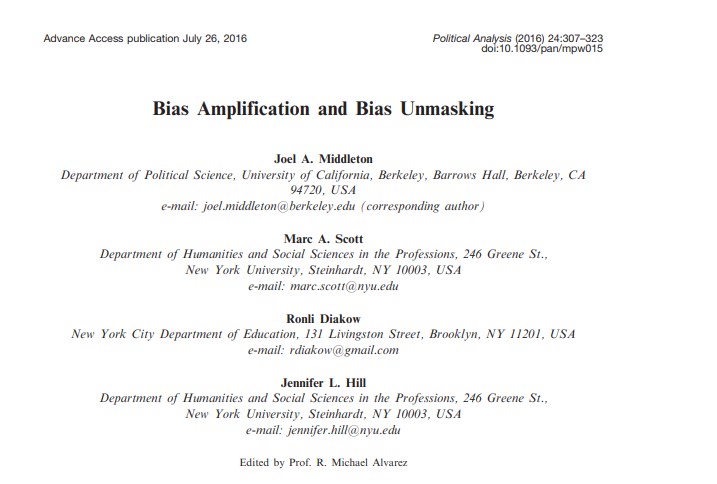 Advance Access publication July 26, 2016
Political Analysis (2016) 24:307–323
doi:10.1093/pan/mpw015
Bias Amplification and Bias Unmasking
Joel A. Middleton
Department of Political Science, University of California, Berkeley, Barrows Hall, Berkeley, CA
94720, USA
e-mail: joel.middleton@berkeley.edu (corresponding author)
Marc A. Scott
Department of Humanities and Social Sciences in the Professions, 246 Greene St.,
New York University, Steinhardt, NY 10003, USA
e-mail: marc.scott@nyu.edu
Ronli Diakow
New York City Department of Education, 131 Livingston Street, Brooklyn, NY 11201, USA
e-mail: rdiakow@gmail.com
Jennifer L. Hill
Department of Humanities and Social Sciences in the Professions, 246 Greene St.,
New York University, Steinhardt, NY 10003, USA
e-mail: jennifer.hill@nyu.edu
Edited by Prof. R. Michael Alvarez